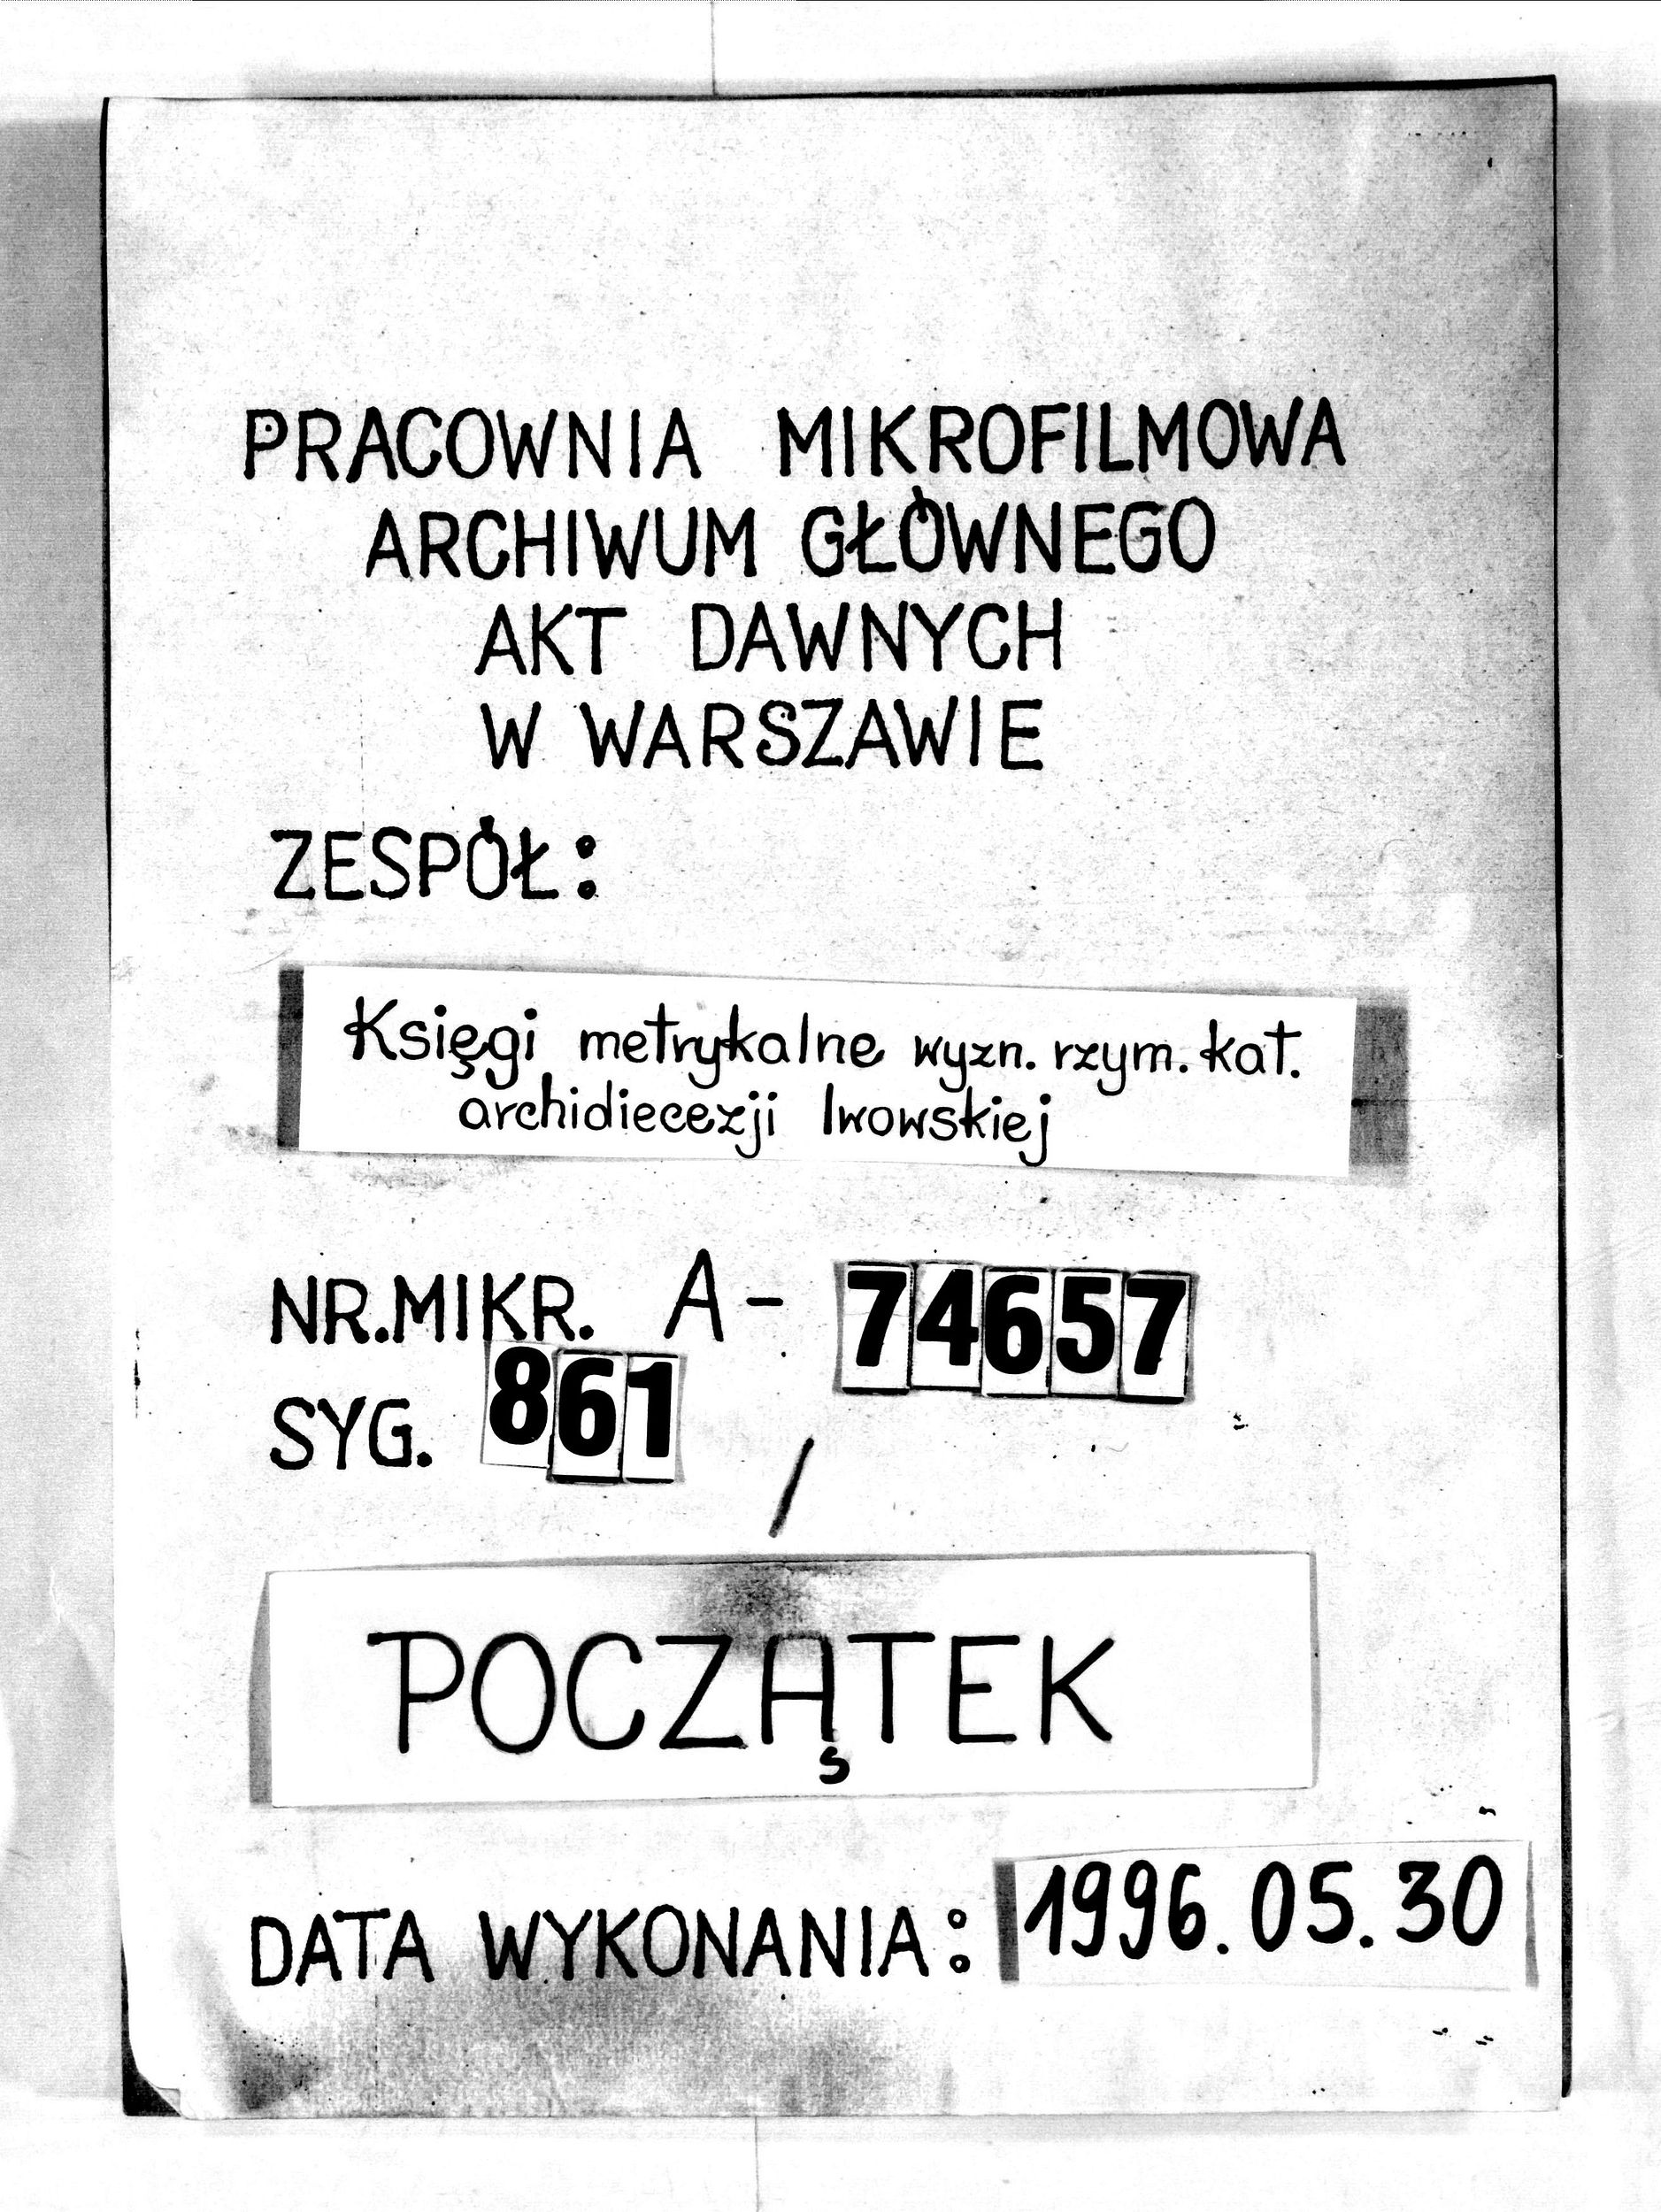 PRACOWNIA MIKROFILMOWA
ARCHIWUM GŁÓWNEGO
AKT DAWNYCH
W WARSZAWIE
ZESPÓŁ:
Księgi metrykalne wyzn. rzym. kat.
archidiecezji lwowskiej
NR.MIKR. A- 74657
SYG. 861 /
POCZĄTEK
DATA WYKONANIA: 1996.05.30